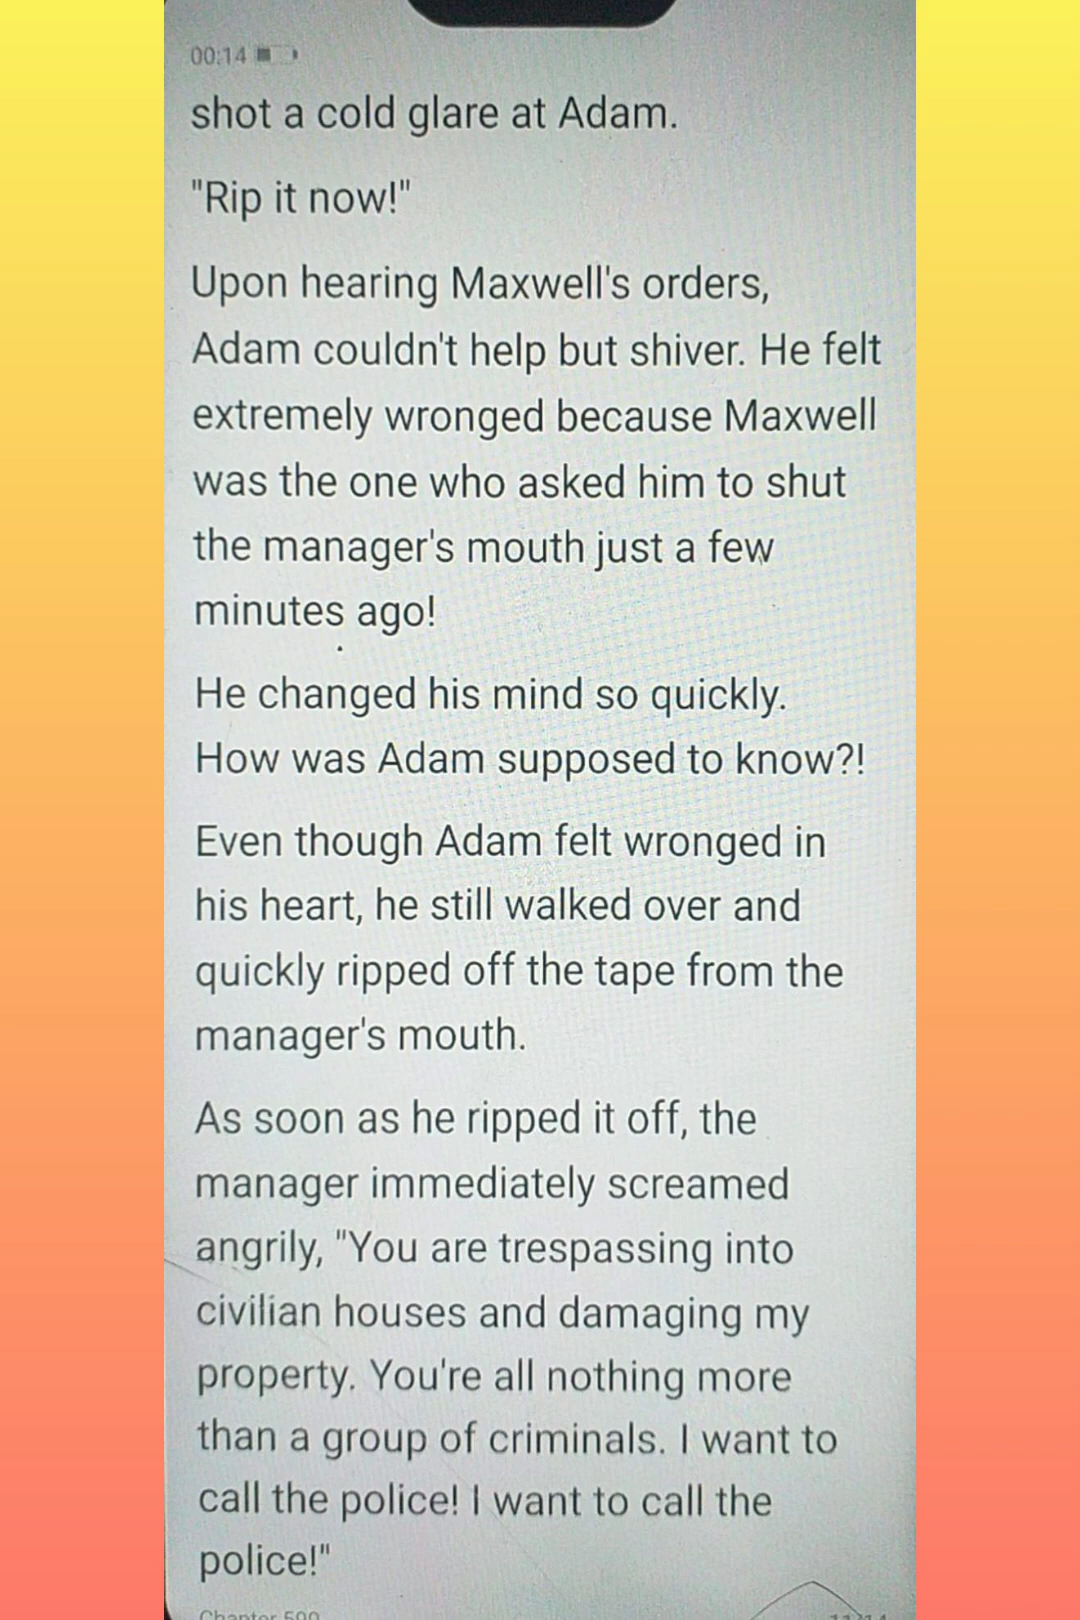 00:14
shot a cold glare at Adam.
"Rip it now!"
Upon hearing Maxwell's orders,
Adam couldn't help but shiver. He felt
extremely wronged because Maxwell
was the one who asked him to shut
the manager's mouth just a few
minutes ago!
He changed his mind so quickly.
How was Adam supposed to know?!
Even though Adam felt wronged in
his heart, he still walked over and
quickly ripped off the tape from the
manager's mouth.
As soon as he ripped it off, the
manager immediately screamed
angrily, "You are trespassing into
civilian houses and damaging my
property. You're all nothing more
than a group of criminals. I want to
call the police! I want to call the
police!"
Chapter 500